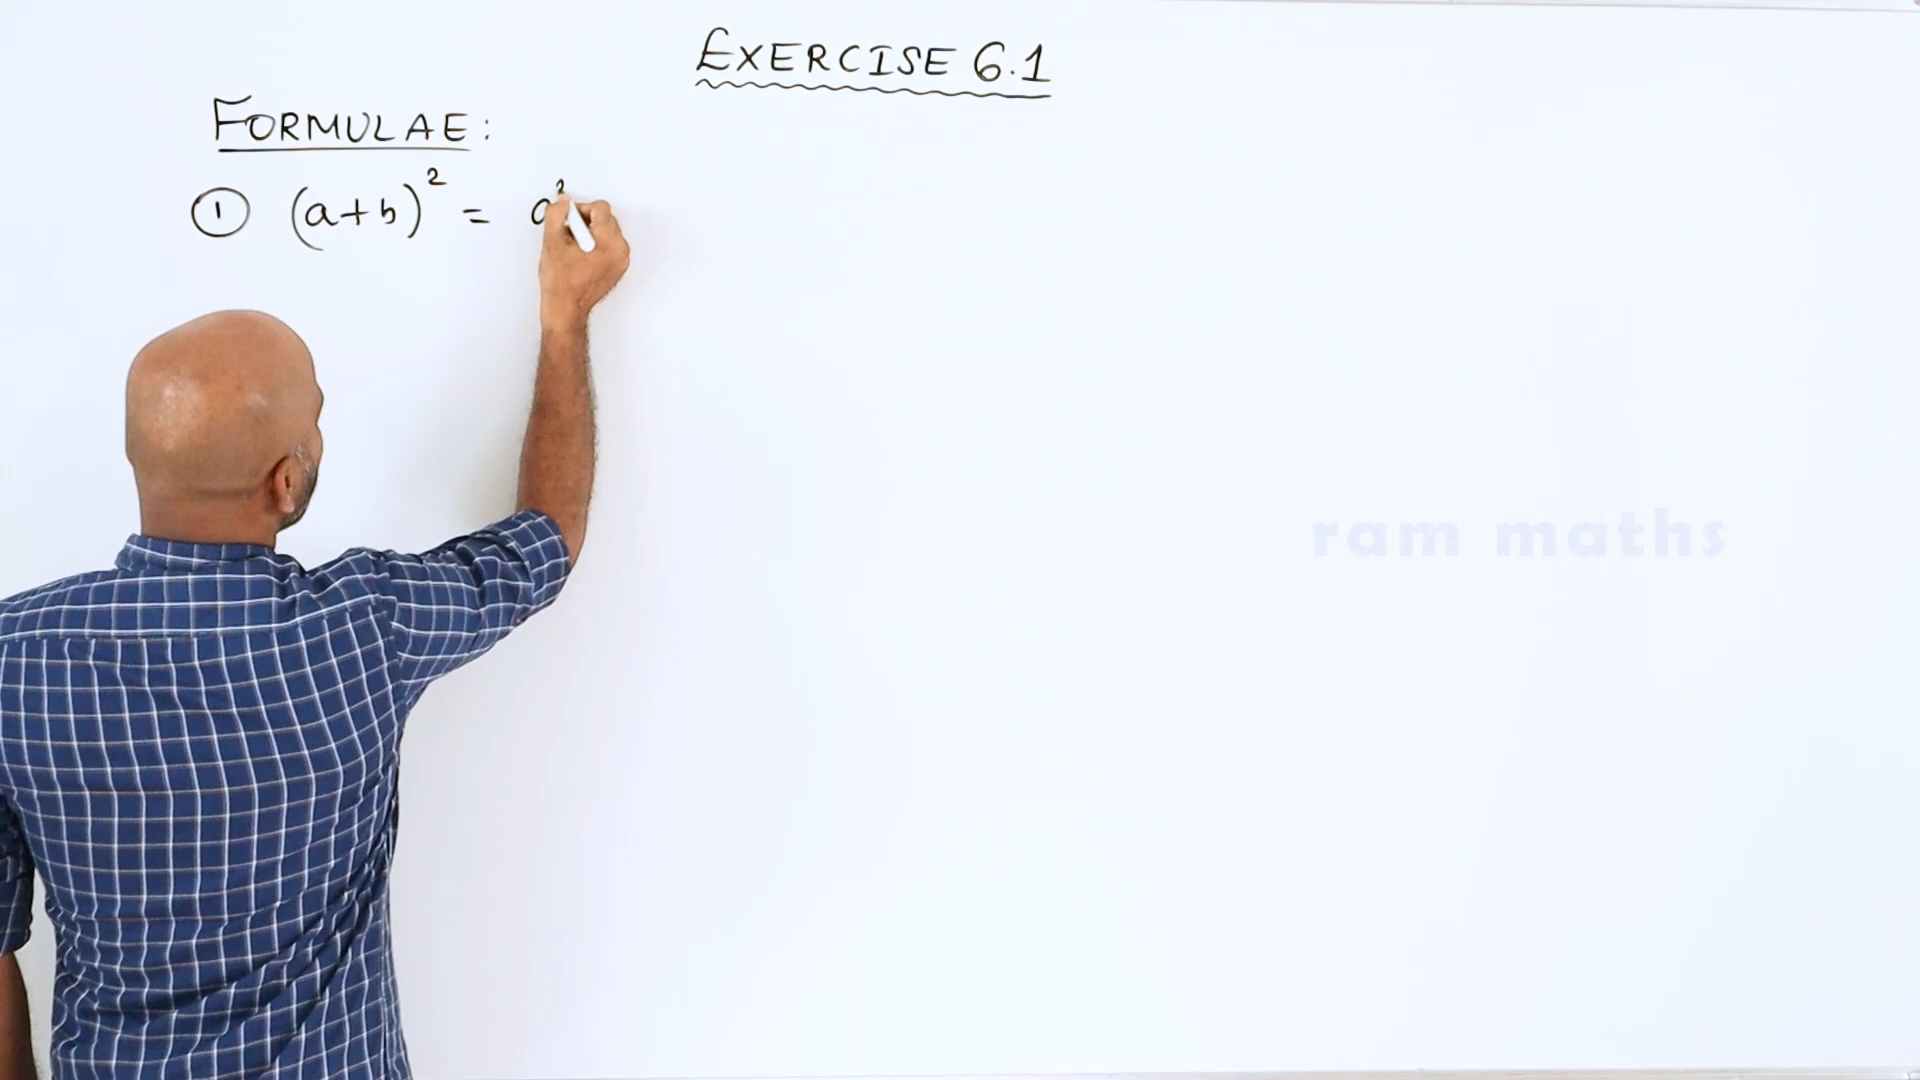 EXERCISE 6.1
FORMULAE:
① (a+b)² = a²
ram maths